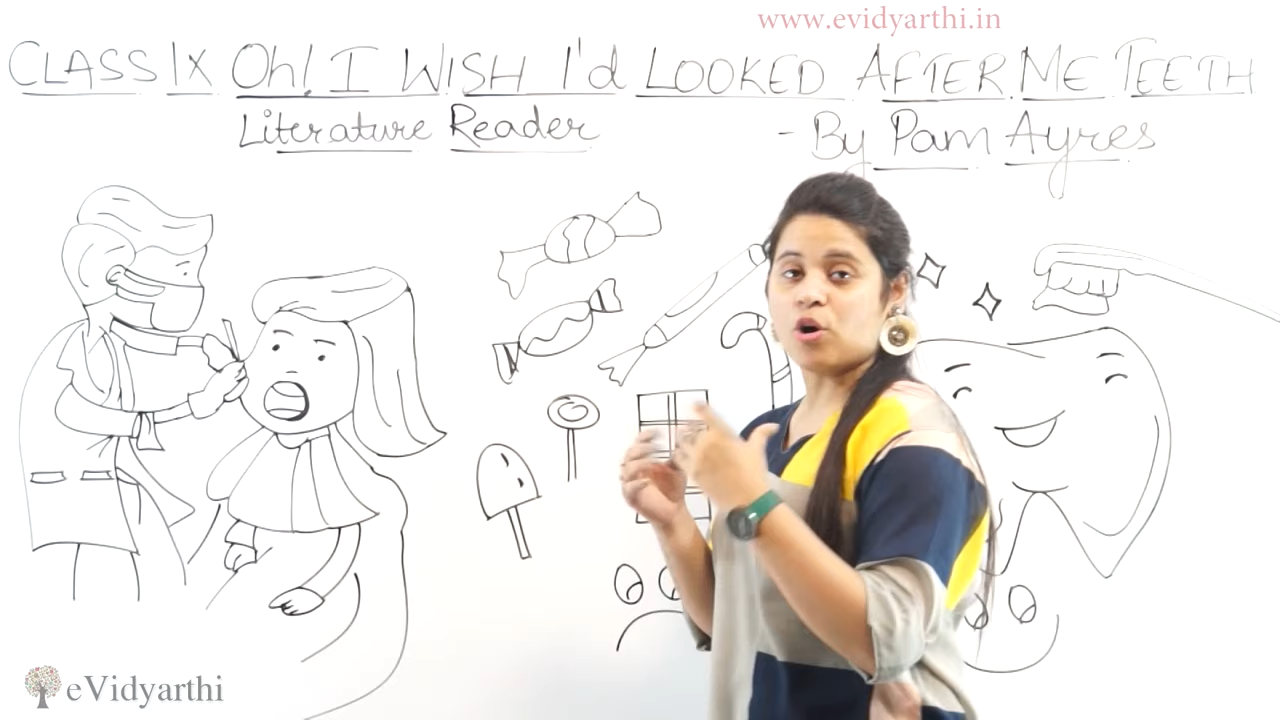 www.evidyarthi.in
CLASS IX Oh! I WISH I'd LOOKED AFTER ME TEETH
Literature Reader
- By Pam Ayres
eVidyarthi